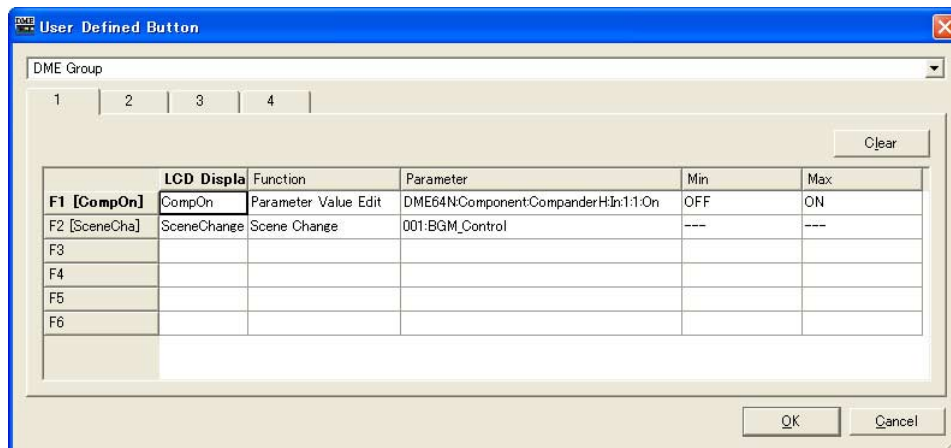 DME User Defined Button
DME Group
1 2 3 4
Clear
LCD Displa Function Parameter Min Max
F1 [CompOn] CompOn Parameter Value Edit DME64N:Component:CompanderH:In:1:1:On OFF ON
F2 [SceneCha] SceneChange Scene Change 001:BGM_Control --- ---
F3
F4
F5
F6
OK Cancel